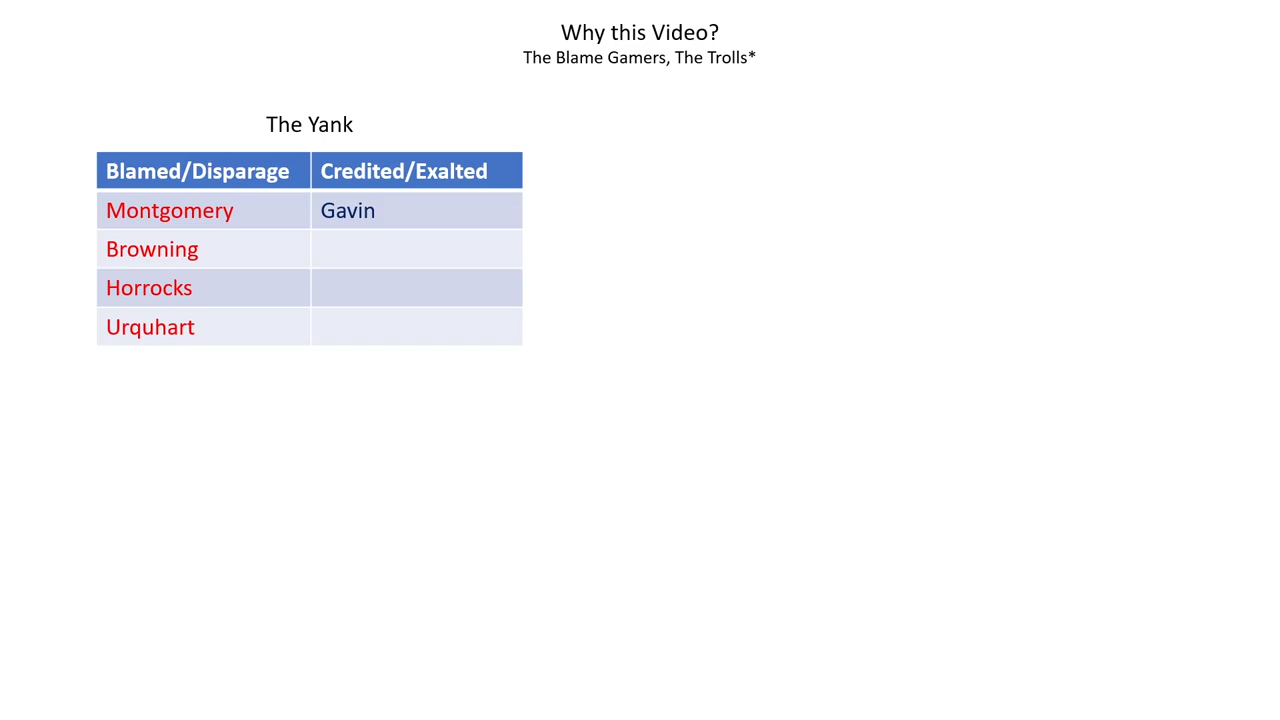 Why this Video?
The Blame Gamers, The Trolls*
The Yank
Blamed/Disparage Credited/Exalted
Montgomery Gavin
Browning
Horrocks
Urquhart